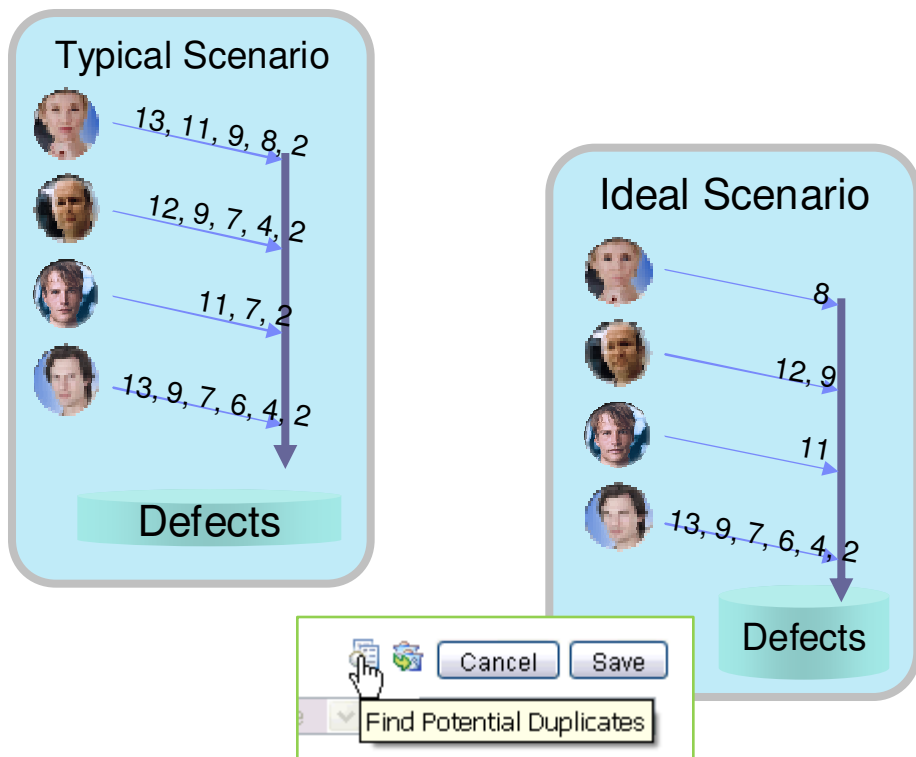 Typical Scenario
13, 11, 9, 8, 2
12, 9, 7, 4, 2
11, 7, 2
13, 9, 7, 6, 4, 2
Defects
Ideal Scenario
8
12, 9
11
13, 9, 7, 6, 4, 2
Defects
Cancel
Save
Find Potential Duplicates